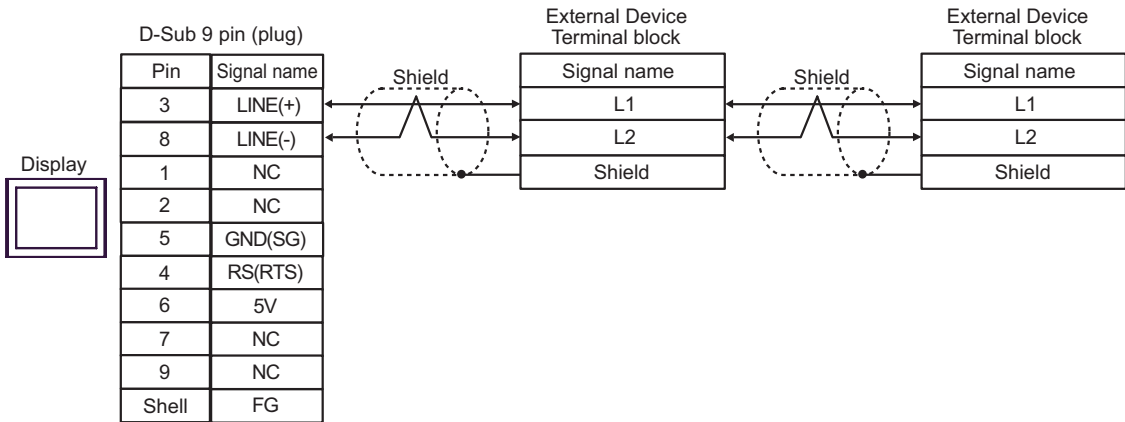 External Device
Terminal block
External Device
Terminal block
D-Sub 9 pin (plug)
Pin Signal name
Shield
Signal name
Shield
Signal name
3 LINE(+)
L1
L1
8 LINE(-)
L2
L2
Display
1 NC
Shield
Shield
2 NC
5 GND(SG)
4 RS(RTS)
6 5V
7 NC
9 NC
Shell FG